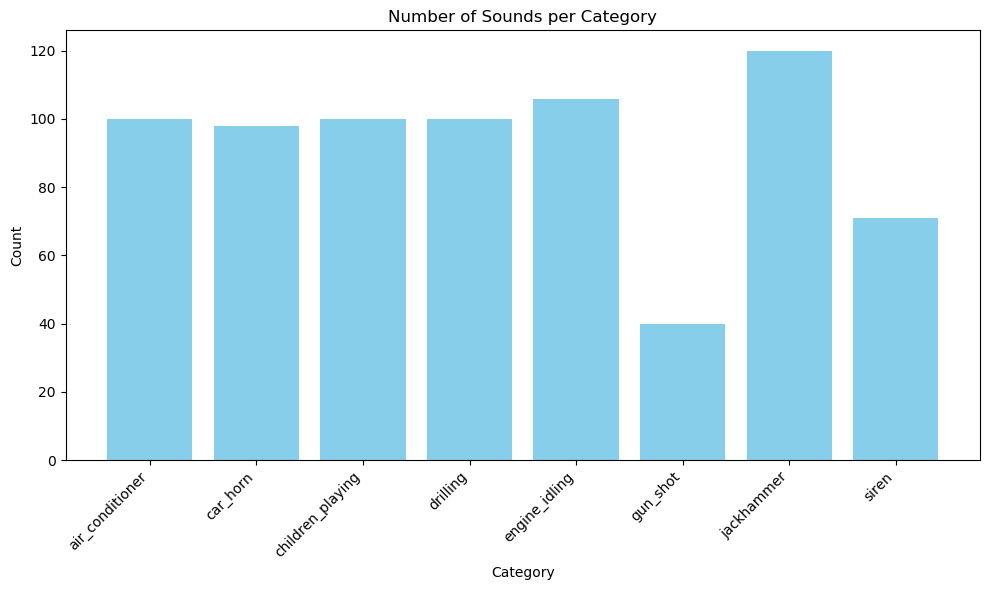 Number of Sounds per Category
120
100
80
60
40
20
0
Count
air_conditioner
car_horn
children_playing
drilling
engine_idling
gun_shot
jackhammer
siren
Category